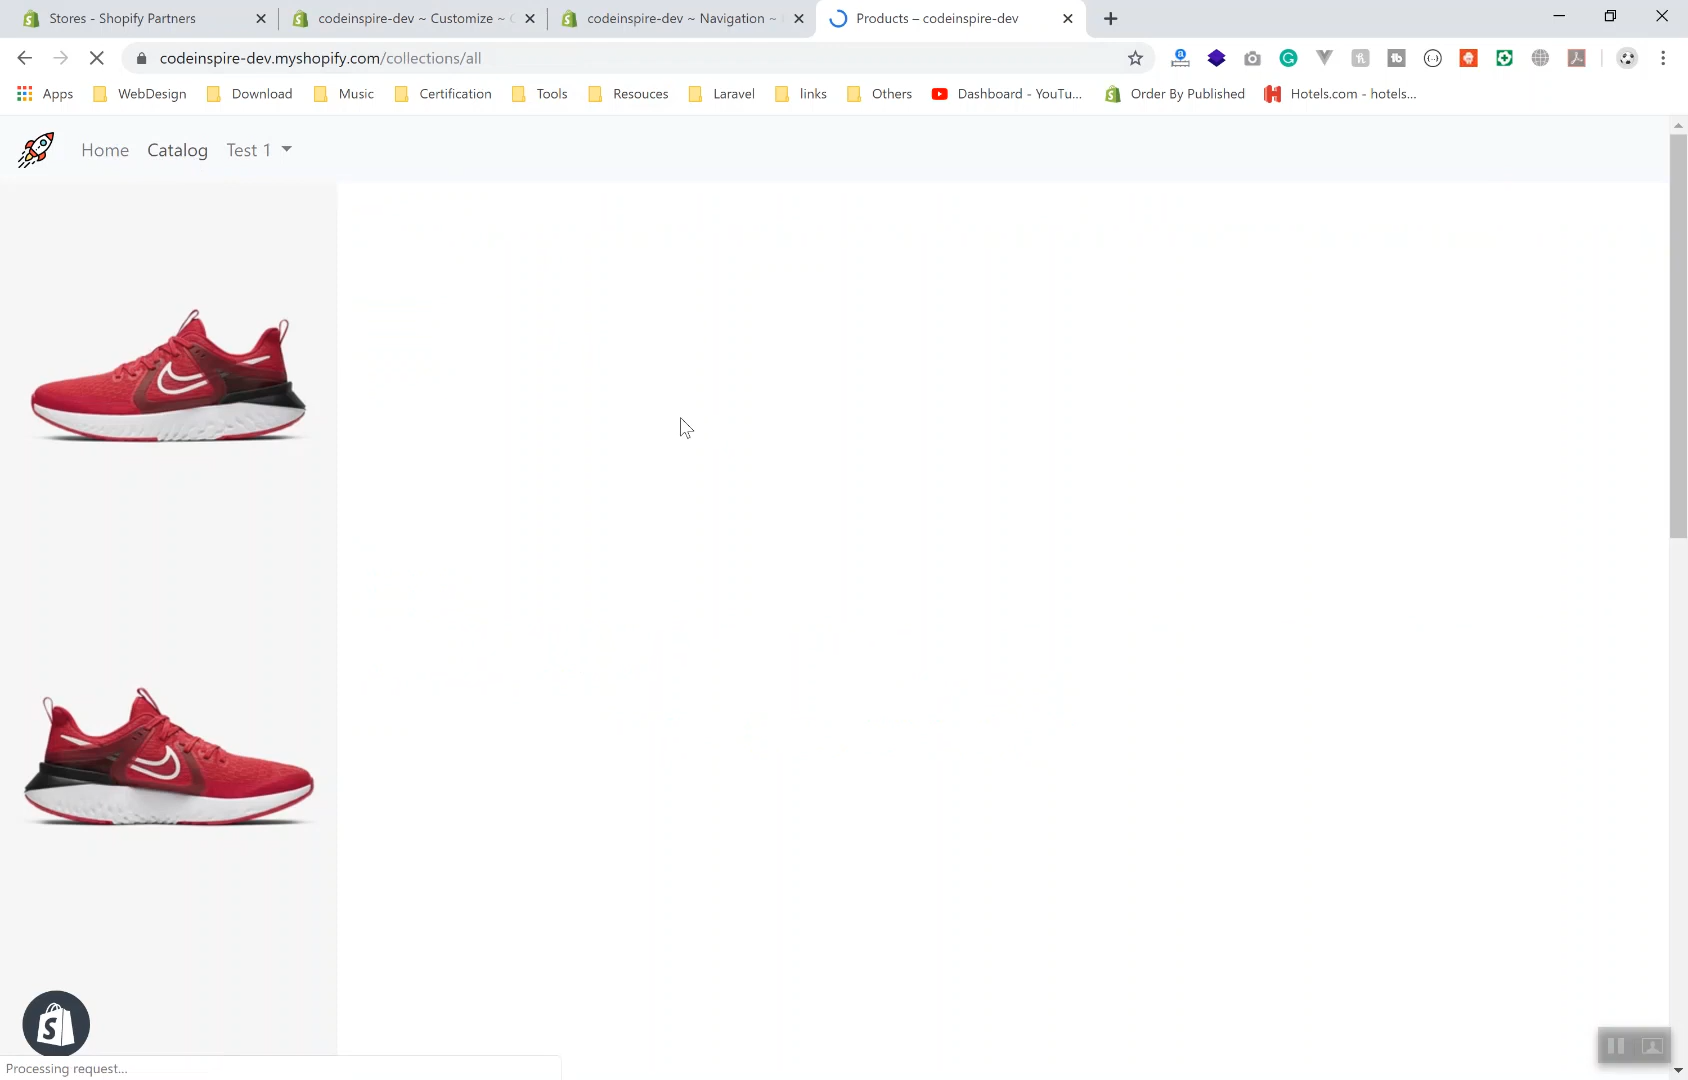 Stores - Shopify Partners
codeinspire-dev ~ Customize ~
codeinspire-dev ~ Navigation ~
Products – codeinspire-dev
codeinspire-dev.myshopify.com/collections/all
Apps
WebDesign
Download
Music
Certification
Tools
Resouces
Laravel
links
Others
Dashboard - YouTu...
Order By Published
Hotels.com - hotels...
Home
Catalog
Test 1
Processing request...